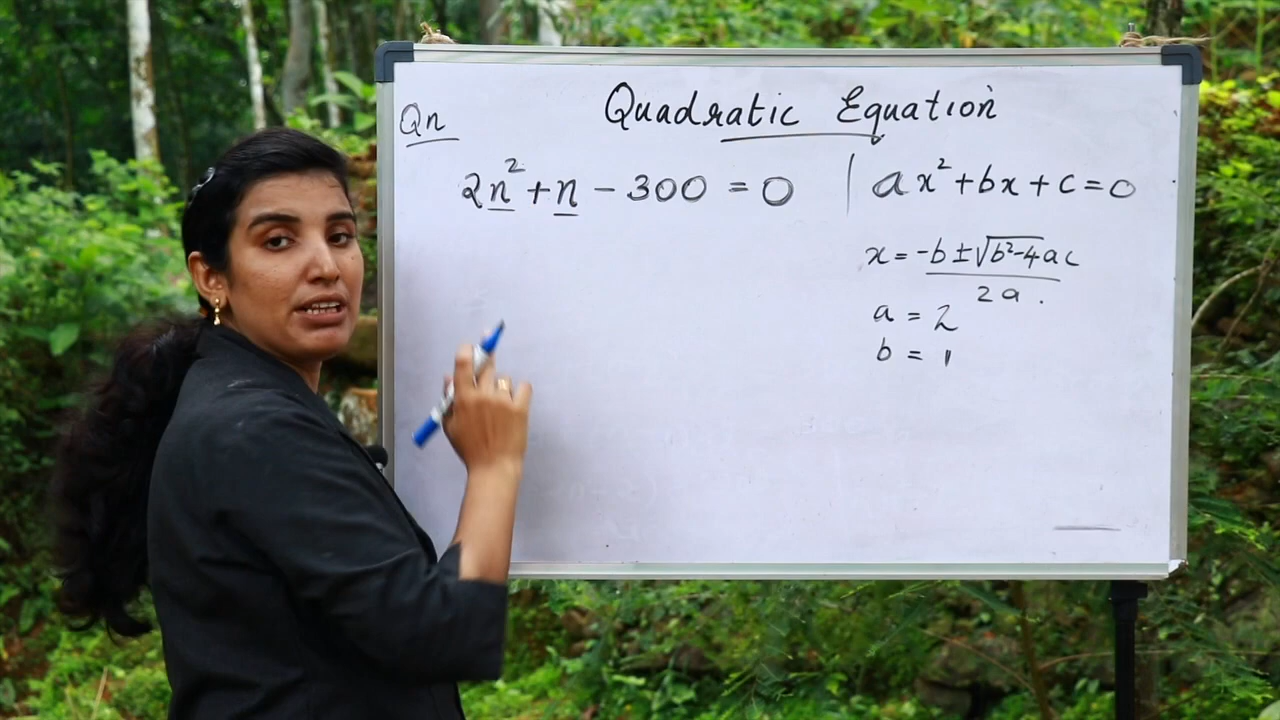 Quadratic Equation
Qn
2n² + n - 300 = 0 | ax² + bx + c = 0
x = -b ± √b²-4ac / 2a.
a = 2
b = 1